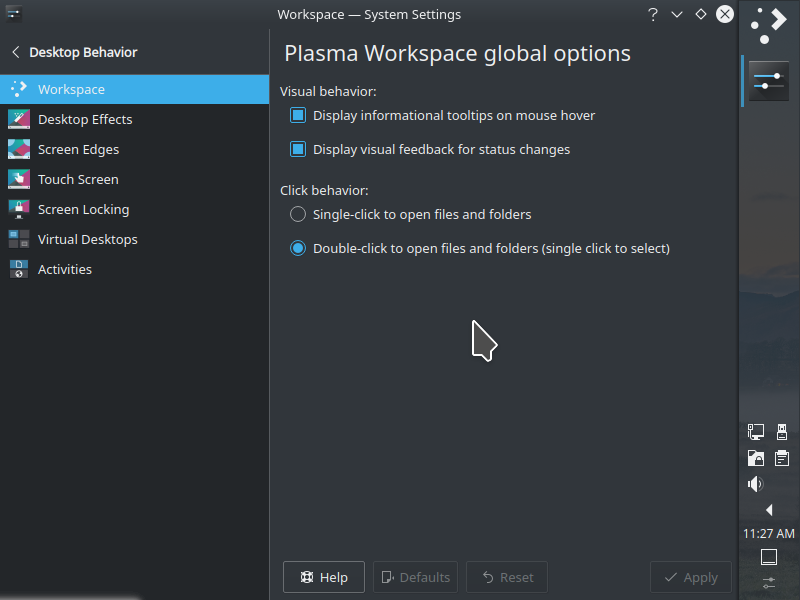 Workspace — System Settings
?
Desktop Behavior
Workspace
Desktop Effects
Screen Edges
Touch Screen
Screen Locking
Virtual Desktops
Activities
Plasma Workspace global options
Visual behavior:
Display informational tooltips on mouse hover
Display visual feedback for status changes
Click behavior:
Single-click to open files and folders
Double-click to open files and folders (single click to select)
Help
Defaults
Reset
Apply
11:27 AM